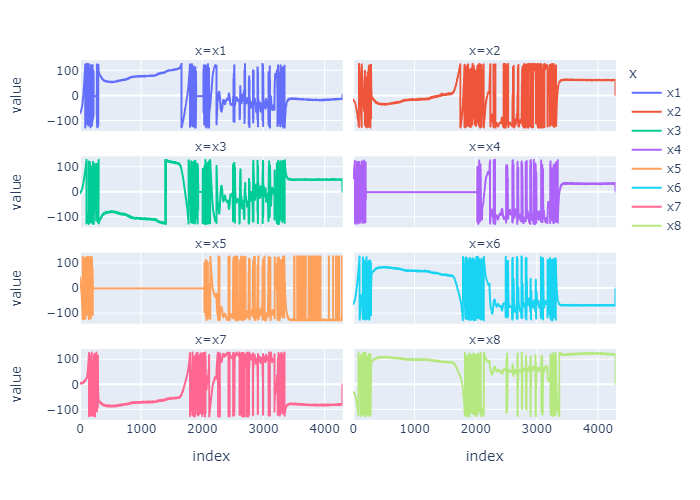 x=x1
x=x2
100
−100
value
x
x1
x2
x3
x4
x5
x6
x7
x8
x=x3
x=x4
100
0
−100
value
x=x5
x=x6
100
0
−100
value
x=x7
x=x8
100
0
−100
value
0
1000
2000
3000
4000
0
1000
2000
3000
4000
index
index